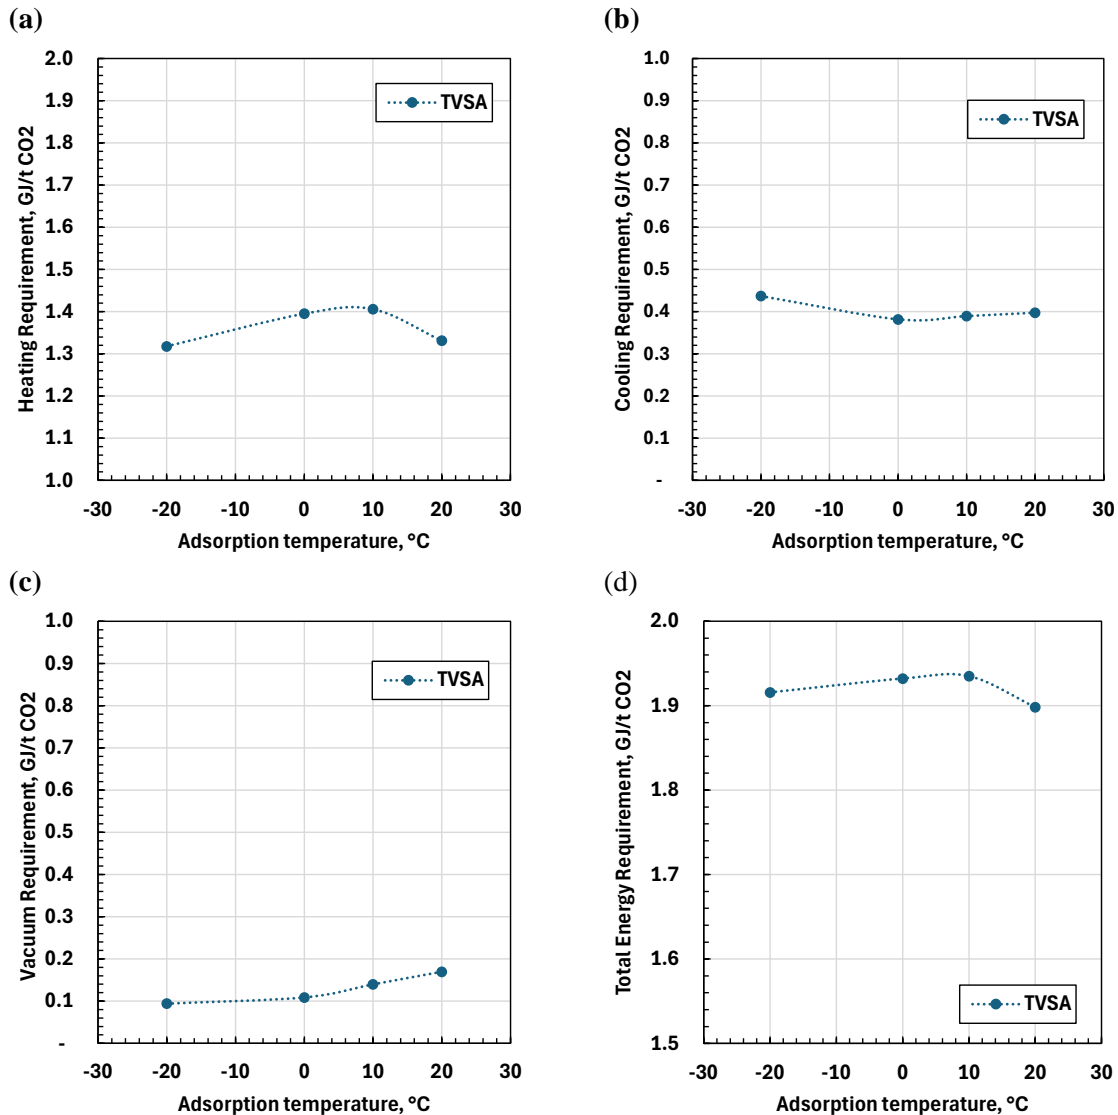 (a)
2.0
1.9
1.8
1.7
1.6
1.5
1.4
1.3
1.2
1.1
1.0
Heating Requirement, GJ/t CO2
TVSA
-30 -20 -10 0 10 20 30
Adsorption temperature, °C
(b)
1.0
0.9
0.8
0.7
0.6
0.5
0.4
0.3
0.2
0.1
-
Cooling Requirement, GJ/t CO2
TVSA
-30 -20 -10 0 10 20 30
Adsorption temperature, °C
(c)
1.0
0.9
0.8
0.7
0.6
0.5
0.4
0.3
0.2
0.1
-
Vacuum Requirement, GJ/t CO2
TVSA
-30 -20 -10 0 10 20 30
Adsorption temperature, °C
(d)
2.0
1.9
1.8
1.7
1.6
1.5
Total Energy Requirement, GJ/t CO2
TVSA
-30 -20 -10 0 10 20 30
Adsorption temperature, °C